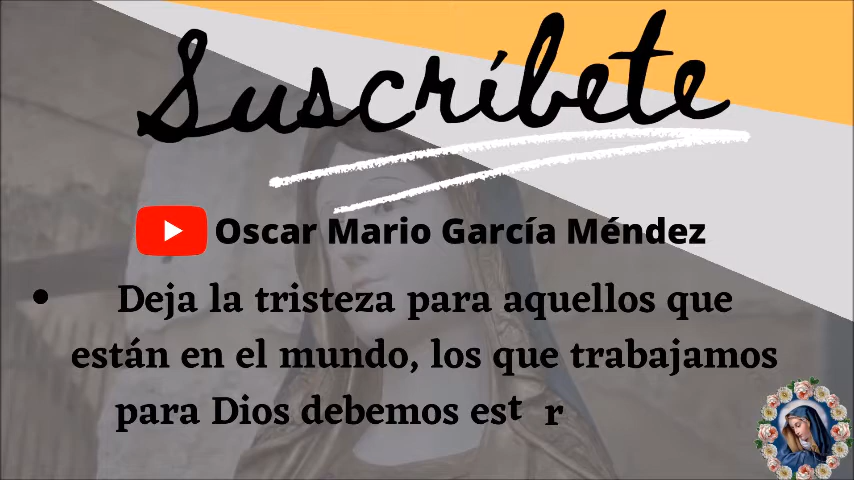 Suscríbete
Oscar Mario García Méndez
• Deja la tristeza para aquellos que
están en el mundo, los que trabajamos
para Dios debemos est r